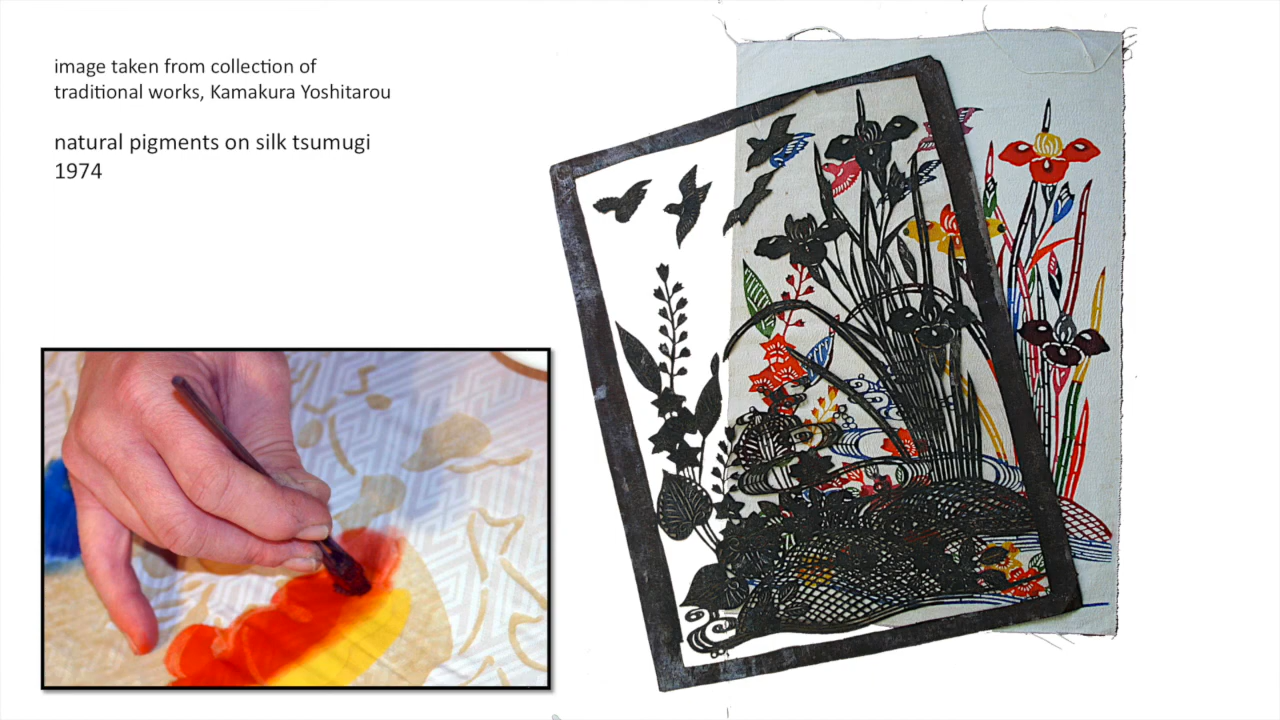 image taken from collection of
traditional works, Kamakura Yoshitarou
natural pigments on silk tsumugi
1974